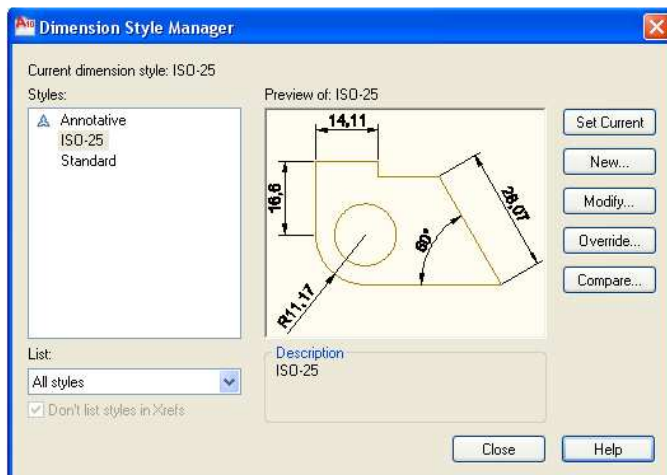 A10 Dimension Style Manager
Current dimension style: ISO-25
Styles:
Annotative
ISO-25
Standard
Preview of: ISO-25
14,11
16,6
28,07
60°
R11,17
Set Current
New...
Modify...
Override...
Compare...
List:
All styles
Don't list styles in Xrefs
Description
ISO-25
Close
Help